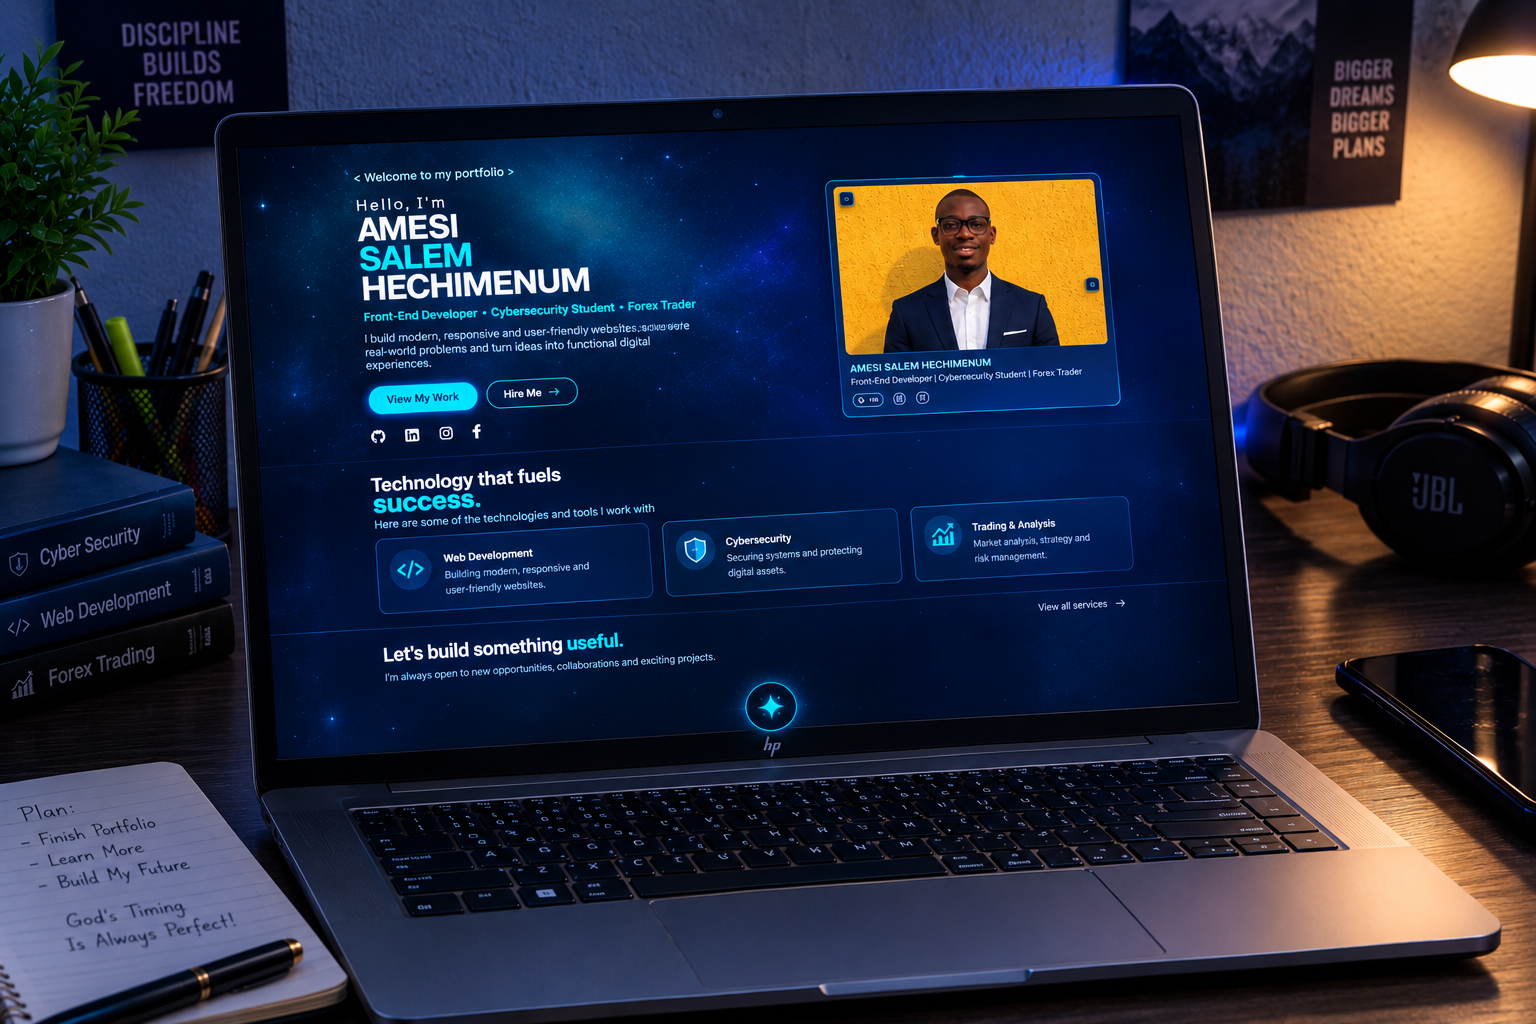 DISCIPLINE
BUILDS
FREEDOM
BIGGER
DREAMS
BIGGER
PLANS
< Welcome to my portfolio >
Hello, I'm
AMESI
SALEM
HECHIMENUM
Front-End Developer • Cybersecurity Student • Forex Trader
I build modern, responsive and user-friendly websites,
real-world problems and turn ideas into functional digital
experiences.
View My Work
Hire Me →
AMESI SALEM HECHIMENUM
Front-End Developer | Cybersecurity Student | Forex Trader
Technology that fuels
success.
Here are some of the technologies and tools I work with
</>
Web Development
Building modern, responsive and
user-friendly websites.
Cybersecurity
Securing systems and protecting
digital assets.
Trading & Analysis
Market analysis, strategy and
risk management.
View all services →
Let's build something useful.
I'm always open to new opportunities, collaborations and exciting projects.
hp
Cyber Security
</> Web Development
Forex Trading
JBL
Plan:
- Finish Portfolio
- Learn More
- Build My Future
God's Timing
Is Always Perfect!